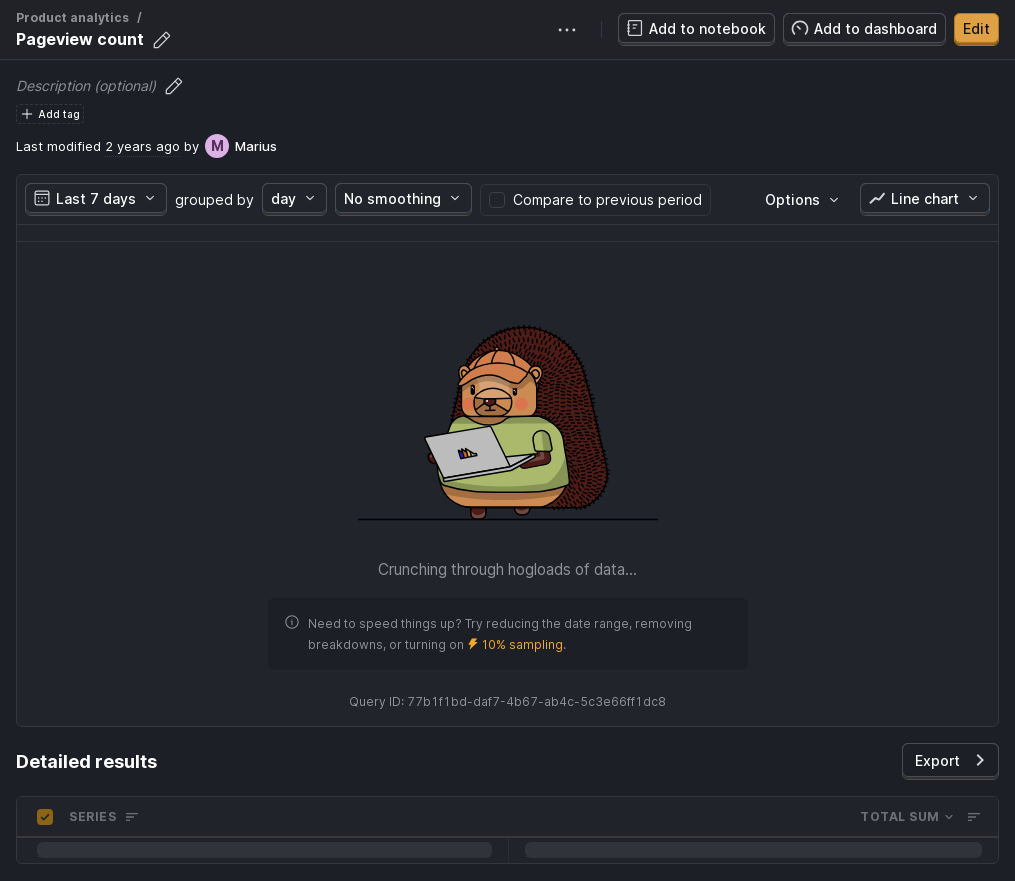 Product analytics /
Pageview count
Add to notebook
Add to dashboard
Edit
Description (optional)
Add tag
Last modified 2 years ago by M Marius
Last 7 days grouped by day No smoothing Compare to previous period Options Line chart
Crunching through hogloads of data...
Need to speed things up? Try reducing the date range, removing
breakdowns, or turning on 10% sampling.
Query ID: 77b1f1bd-daf7-4b67-ab4c-5c3e66ff1dc8
Detailed results
Export
SERIES TOTAL SUM